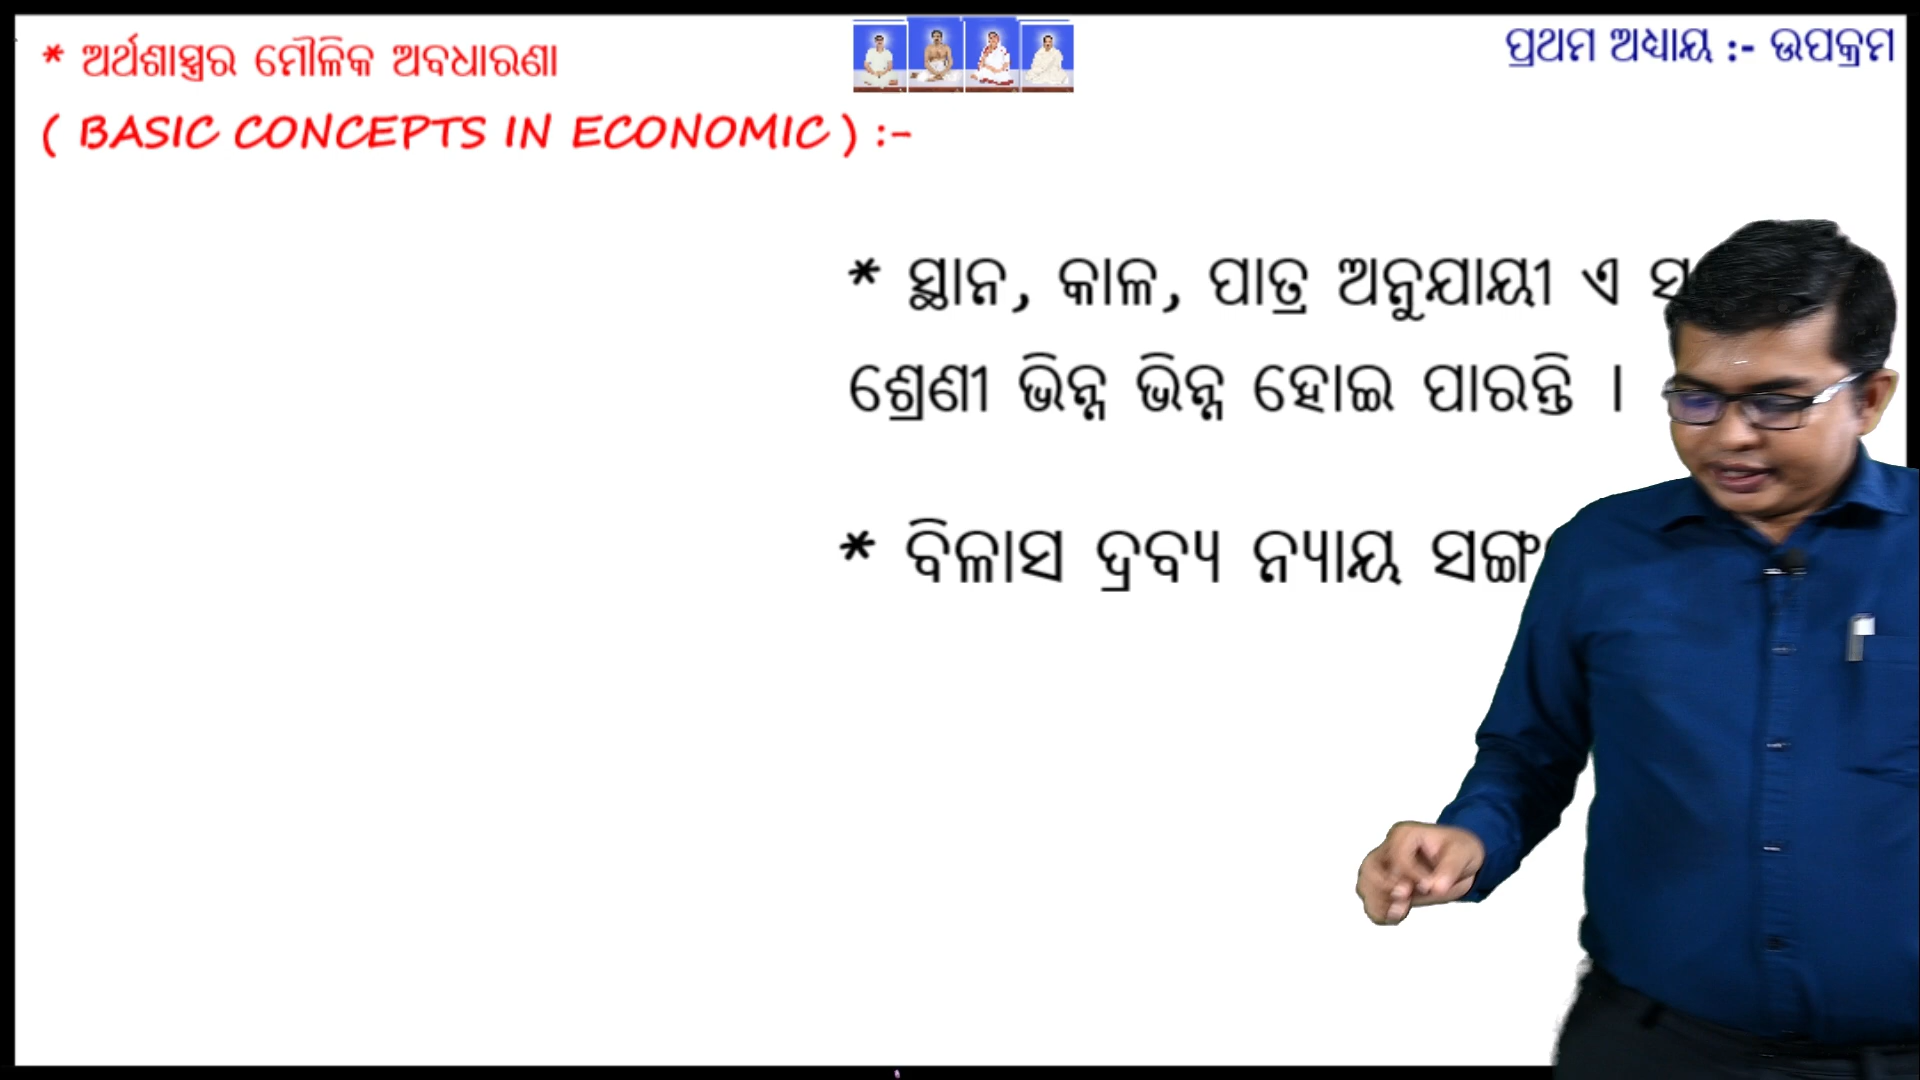 * ଅର୍ଥଶାସ୍ତ୍ରର ମୌଳିକ ଅବଧାରଣା
ପ୍ରଥମ ଅଧ୍ୟାୟ :- ଉପକ୍ରମ
( BASIC CONCEPTS IN ECONOMIC ) :-
* ସ୍ଥାନ, କାଳ, ପାତ୍ର ଅନୁଯାୟୀ ଏ
ଶ୍ରେଣୀ ଭିନ୍ନ ଭିନ୍ନ ହୋଇ ପାରନ୍ତି ।
* ବିଳାସ ଦ୍ରବ୍ୟ ନ୍ୟାୟ